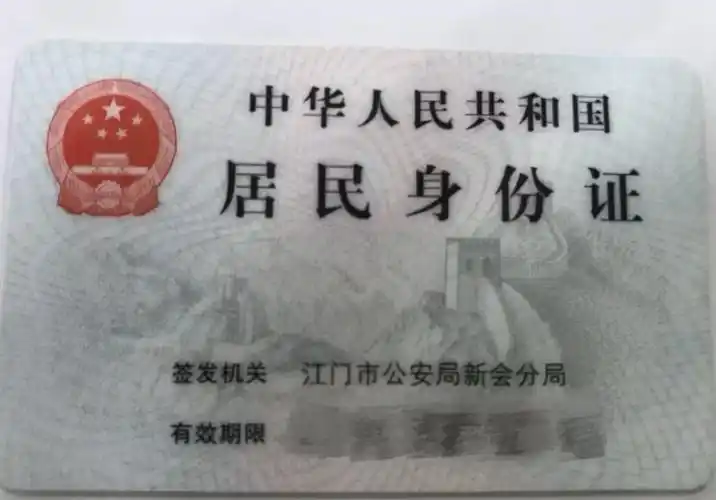 中华人民共和国
居民身份证
签发机关 江门市公安局新会分局
有效期限